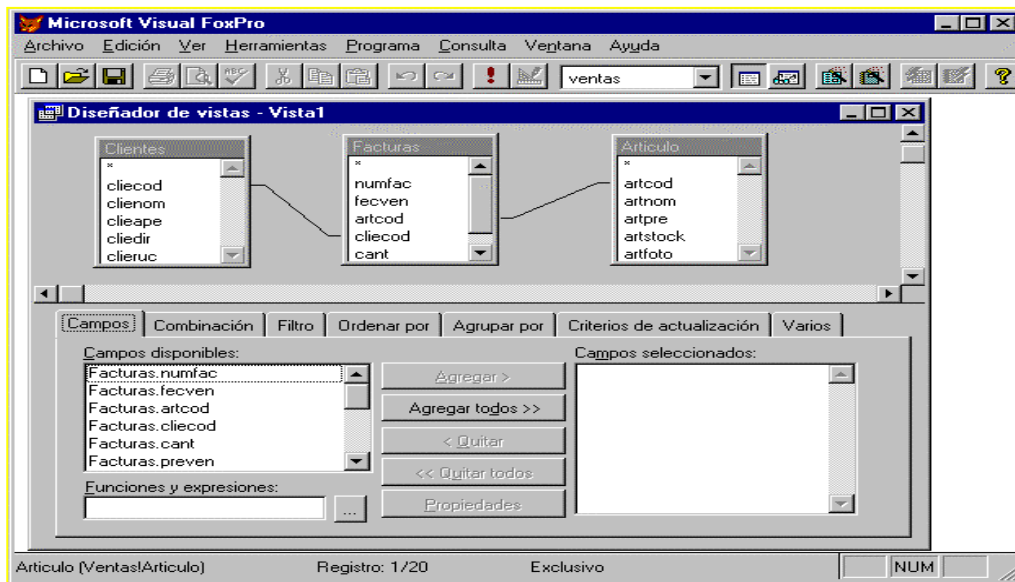 Microsoft Visual FoxPro
Archivo Edición Ver Herramientas Programa Consulta Ventana Ayuda
ABC ventas
Diseñador de vistas - Vista1
Clientes
*
cliecod
clienom
clieape
cliedir
clieruc
Facturas
*
numfac
fecven
artcod
cliecod
cant
Articulo
*
artcod
artnom
artpre
artstock
artfoto
Campos Combinación Filtro Ordenar por Agrupar por Criterios de actualización Varios
Campos disponibles:
Facturas.numfac
Facturas.fecven
Facturas.artcod
Facturas.cliecod
Facturas.cant
Facturas.preven
Funciones y expresiones:
...
Agregar >
Agregar todos >>
< Quitar
<< Quitar todos
Propiedades
Campos seleccionados:
Articulo (Ventas!Articulo) Registro: 1/20 Exclusivo NUM